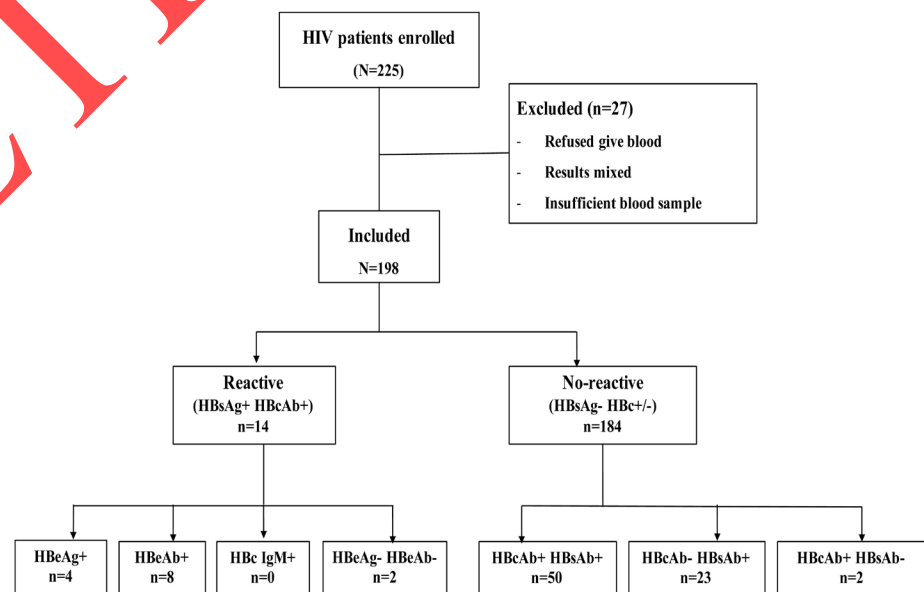 HIV patients enrolled
(N=225)
Excluded (n=27)
- Refused give blood
- Results mixed
- Insufficient blood sample
Included
N=198
Reactive
(HBsAg+ HBcAb+)
n=14
No-reactive
(HBsAg- HBc+/-)
n=184
HBeAg+
n=4
HBeAb+
n=8
HBc IgM+
n=0
HBeAg- HBeAb-
n=2
HBcAb+ HBsAb+
n=50
HBcAb- HBsAb+
n=23
HBcAb+ HBsAb-
n=2